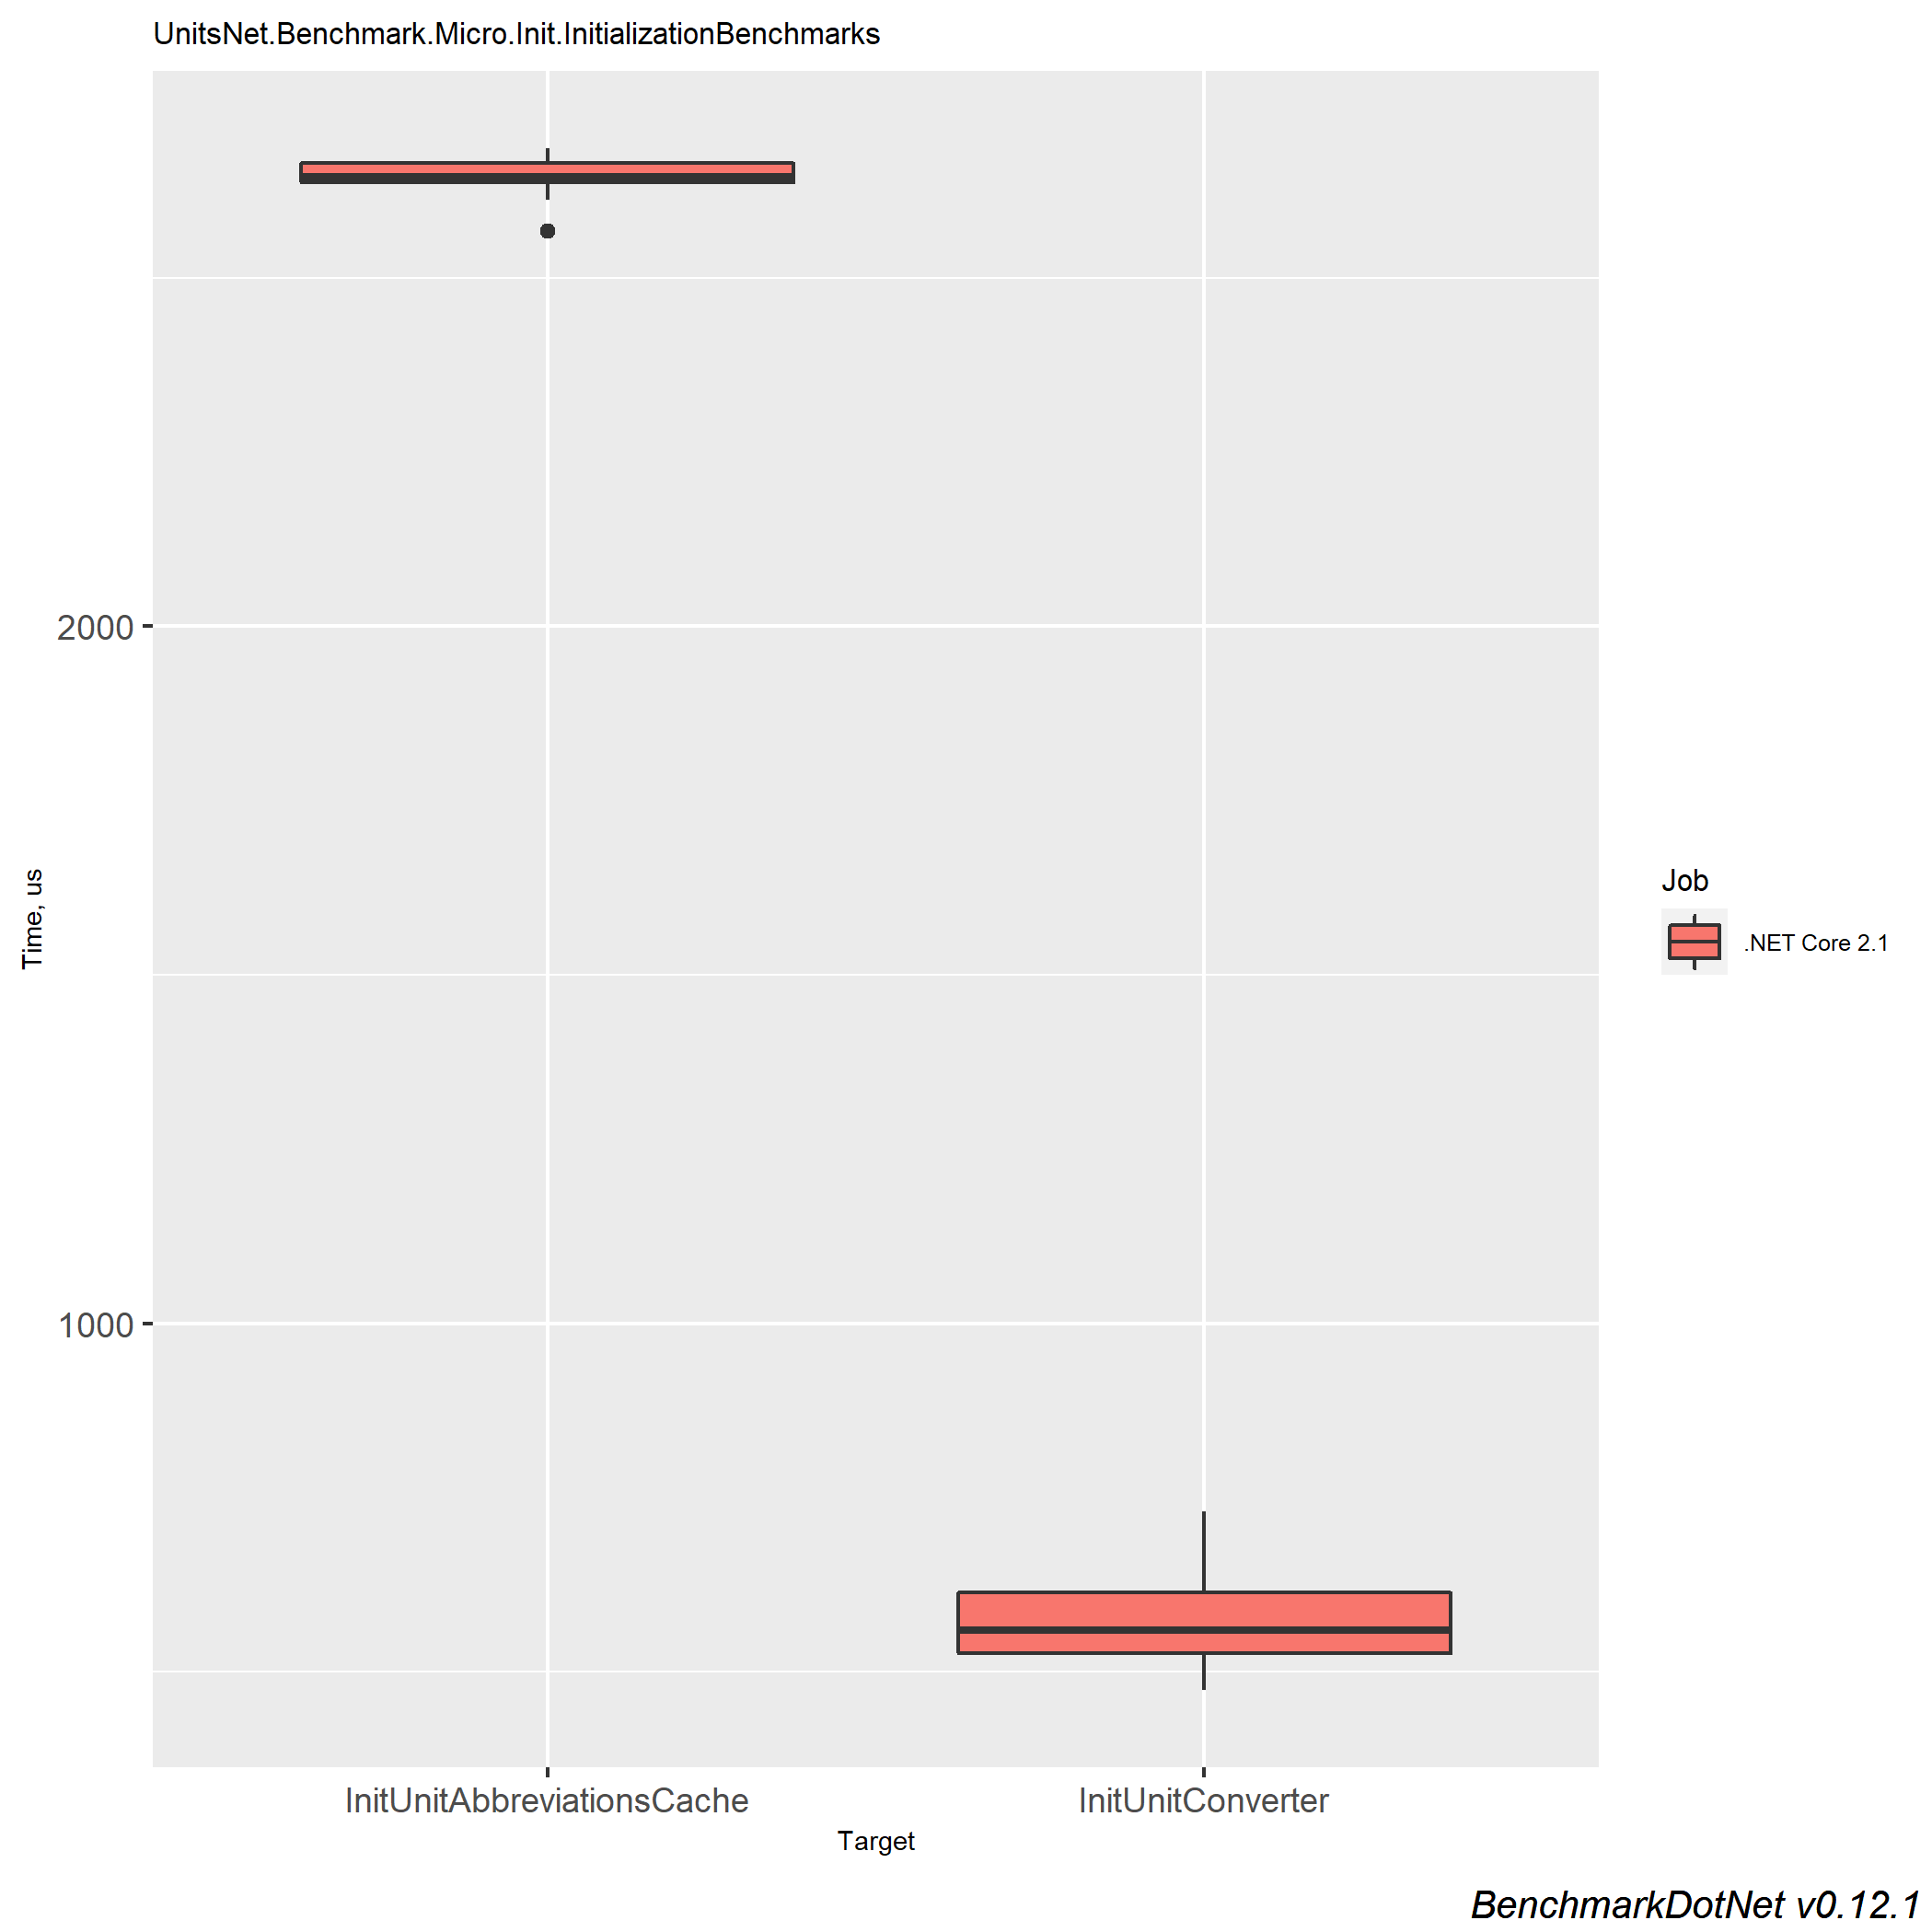 UnitsNet.Benchmark.Micro.Init.InitializationBenchmarks
2000
1000
Time, us
InitUnitAbbreviationsCache
InitUnitConverter
Target
Job
.NET Core 2.1
BenchmarkDotNet v0.12.1